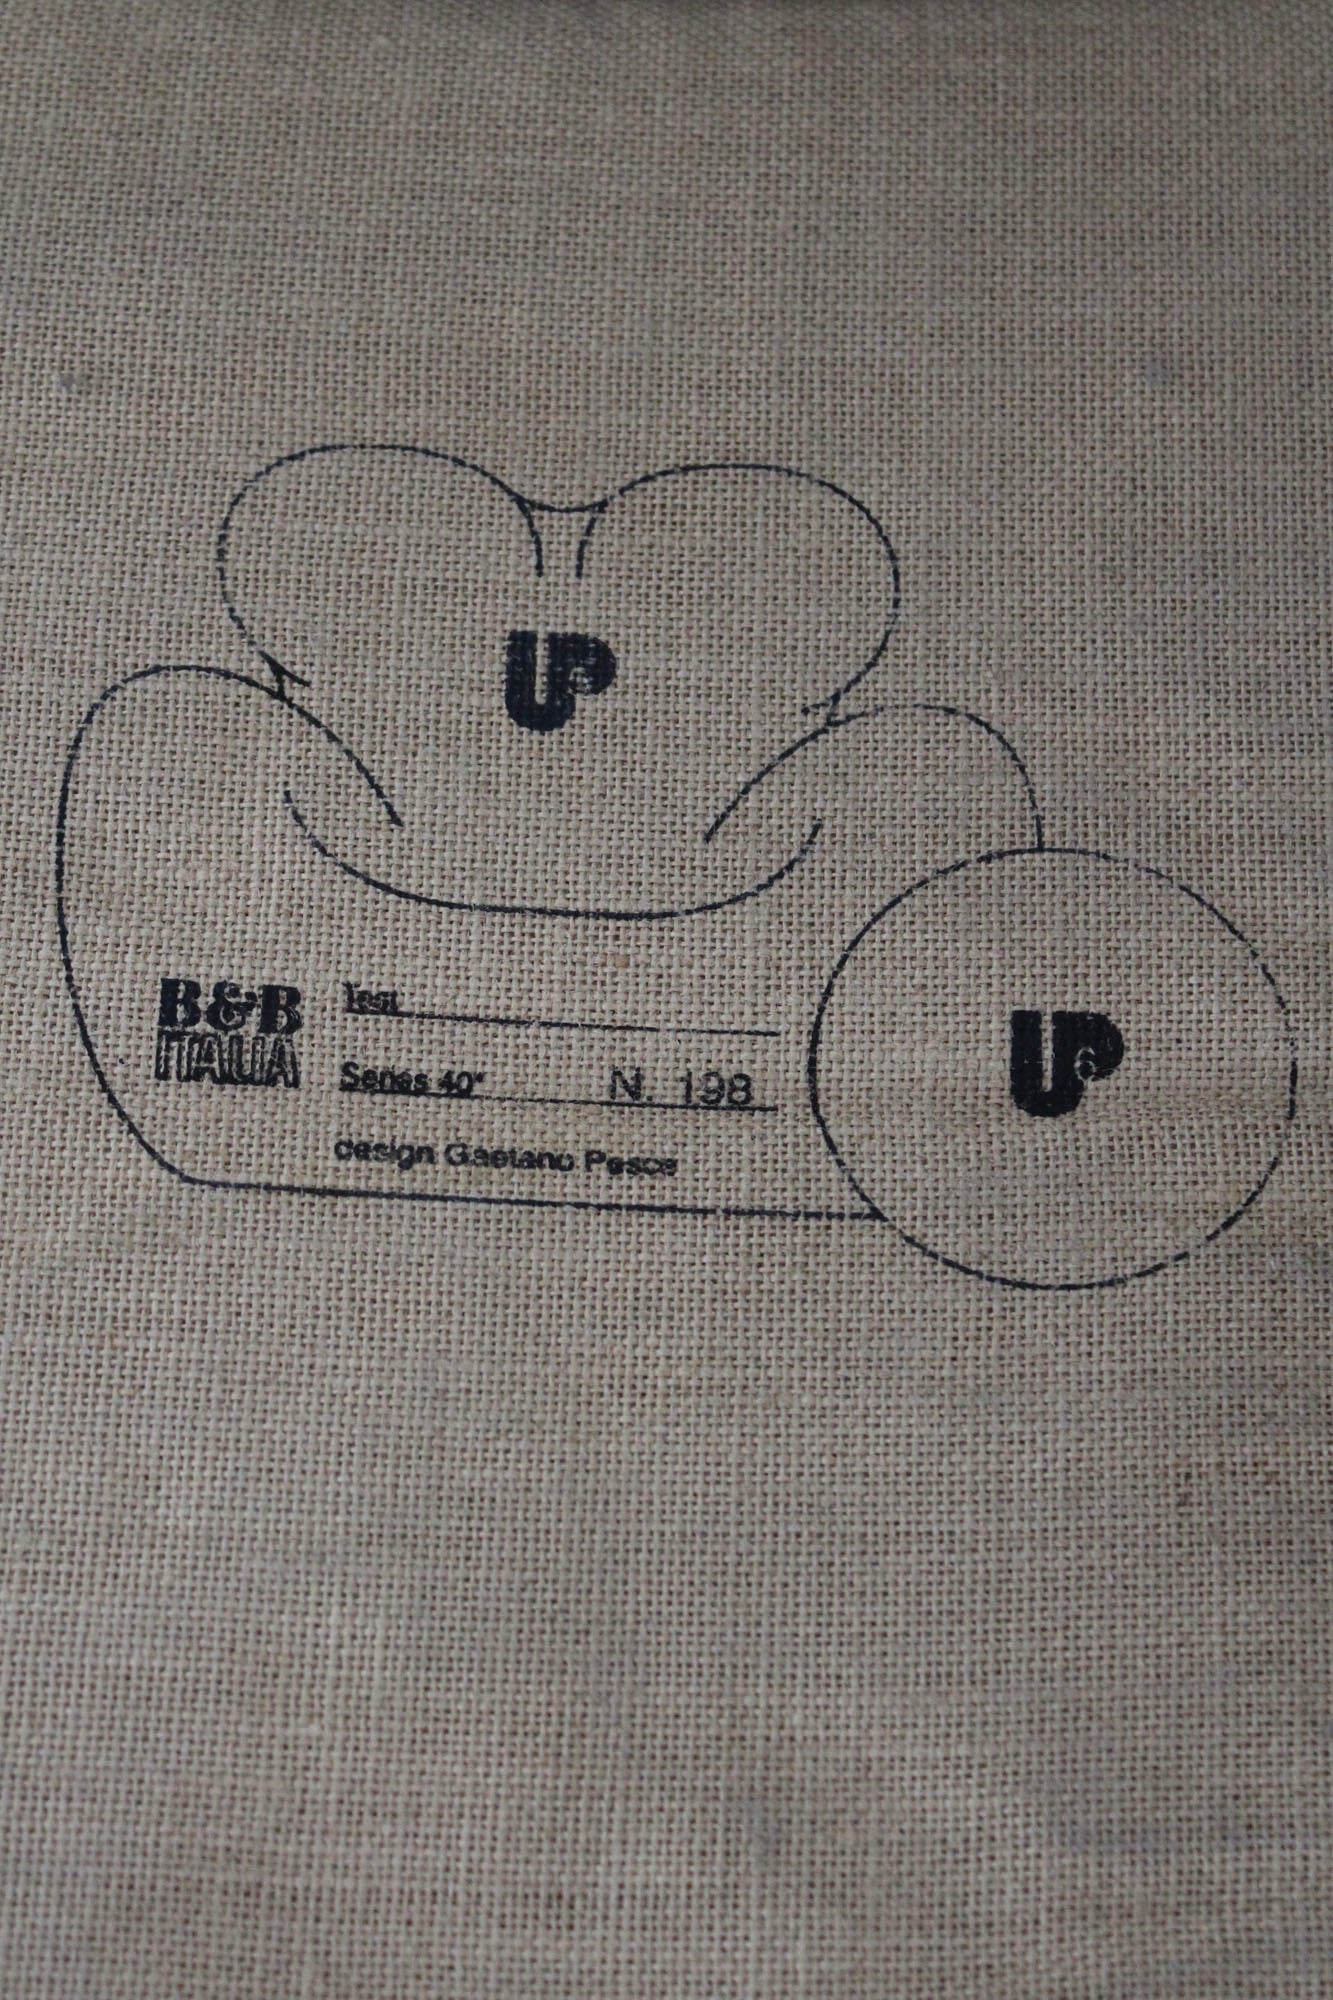 UP
B&B
ITALIA
Test
Series 40°
N. 198
design Gaetano Pesce
UP